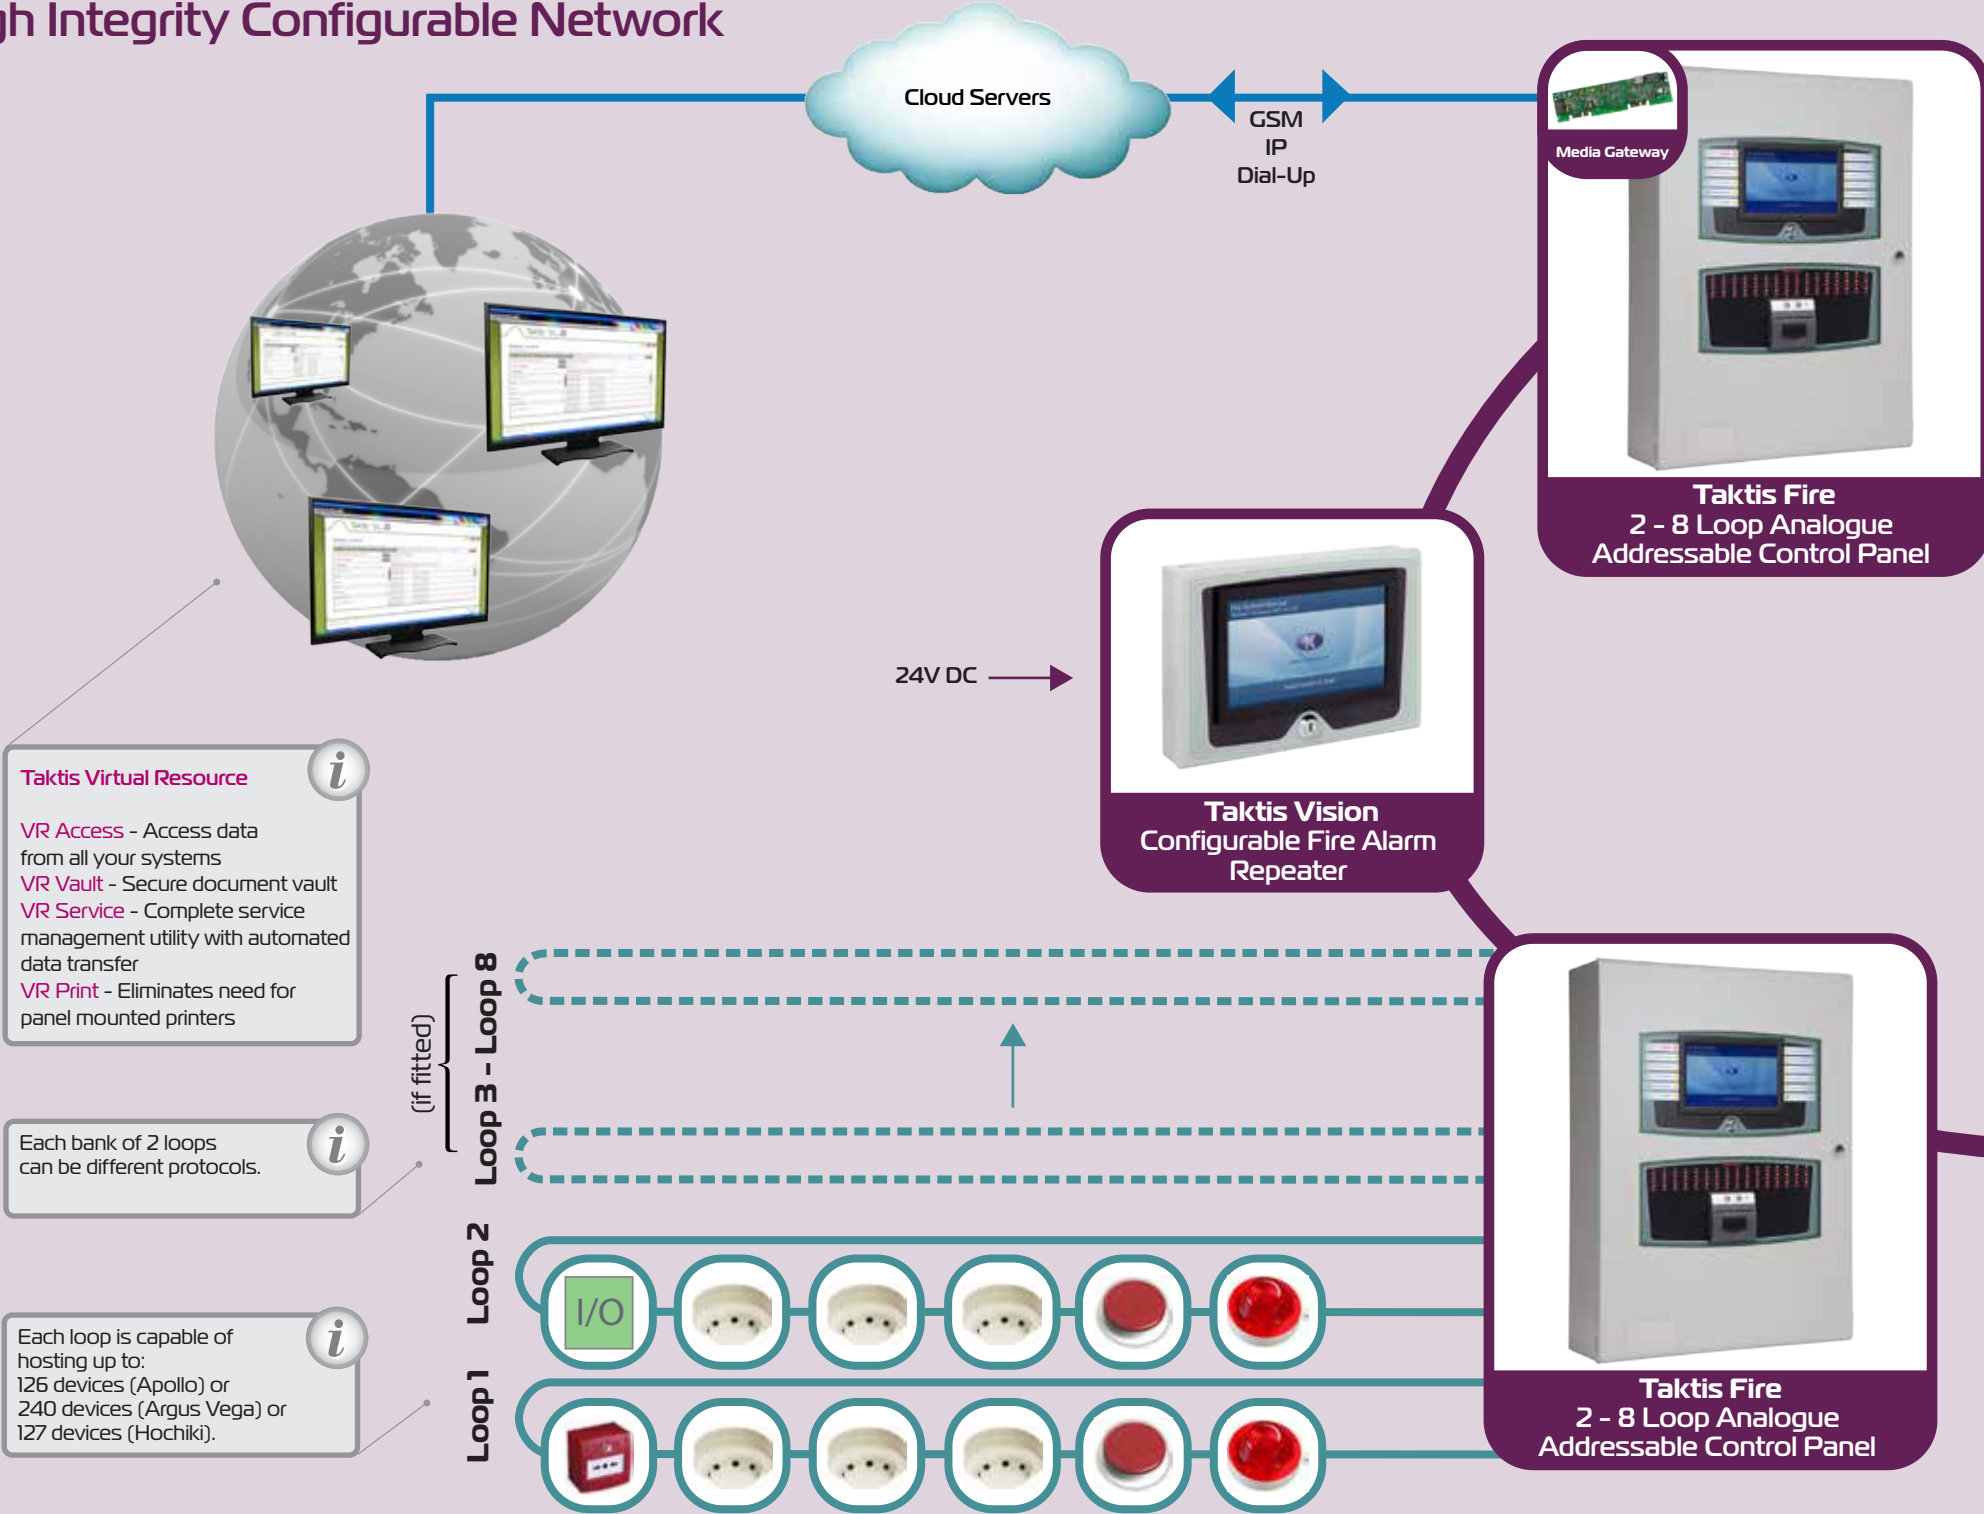 gh Integrity Configurable Network
Cloud Servers
GSM
IP
Dial-Up
Media Gateway
Taktis Fire
2 - 8 Loop Analogue
Addressable Control Panel
24V DC
Taktis Vision
Configurable Fire Alarm
Repeater
Taktis Virtual Resource
VR Access - Access data
from all your systems
VR Vault - Secure document vault
VR Service - Complete service
management utility with automated
data transfer
VR Print - Eliminates need for
panel mounted printers
Each bank of 2 loops
can be different protocols.
Each loop is capable of
hosting up to:
126 devices (Apollo) or
240 devices (Argus Vega) or
127 devices (Hochiki).
(if fitted)
Loop 3 - Loop 8
Loop 2
I/O
Loop 1
Taktis Fire
2 - 8 Loop Analogue
Addressable Control Panel